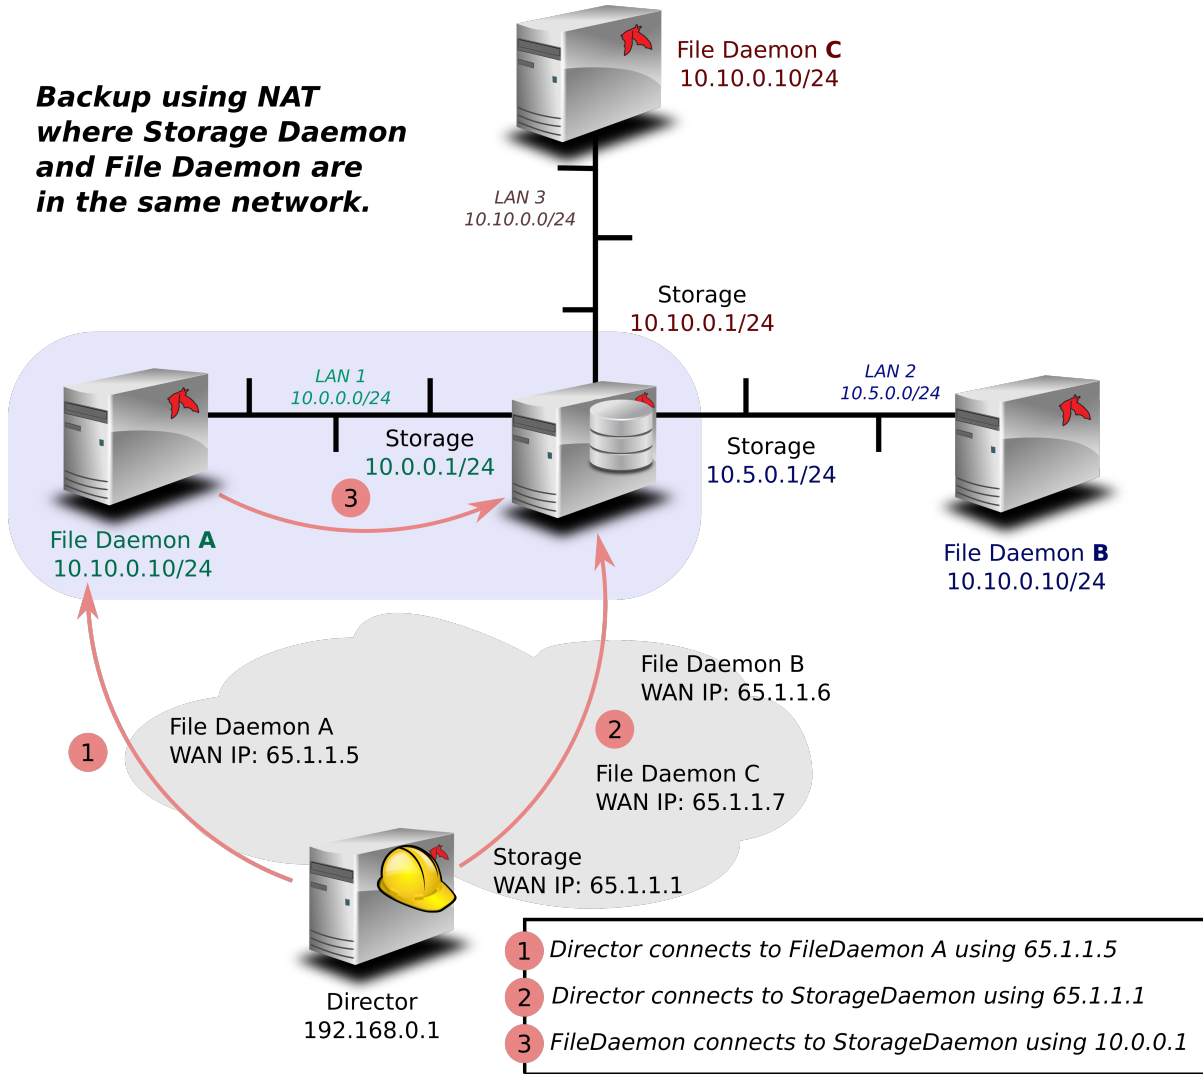 Backup using NAT
where Storage Daemon
and File Daemon are
in the same network.
File Daemon C
10.10.0.10/24
LAN 3
10.10.0.0/24
Storage
10.10.0.1/24
LAN 1
10.0.0.0/24
Storage
10.0.0.1/24
LAN 2
10.5.0.0/24
Storage
10.5.0.1/24
3
File Daemon A
10.10.0.10/24
File Daemon B
10.10.0.10/24
File Daemon B
WAN IP: 65.1.1.6
1
File Daemon A
WAN IP: 65.1.1.5
2
File Daemon C
WAN IP: 65.1.1.7
Storage
WAN IP: 65.1.1.1
Director
192.168.0.1
1 Director connects to FileDaemon A using 65.1.1.5
2 Director connects to StorageDaemon using 65.1.1.1
3 FileDaemon connects to StorageDaemon using 10.0.0.1